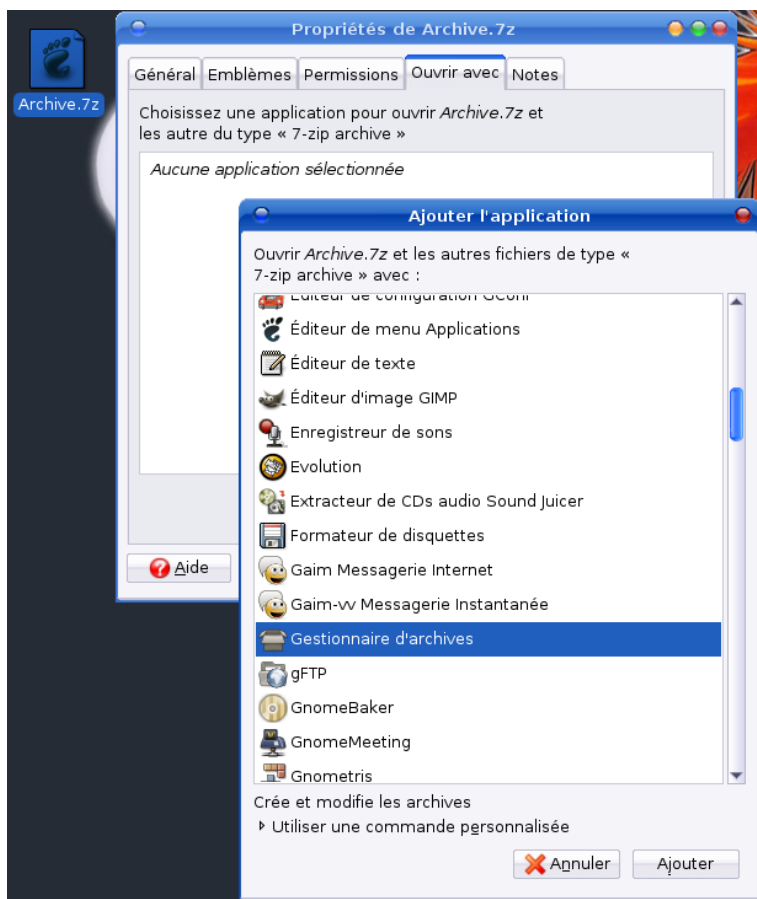 Archive.7z
Propriétés de Archive.7z
Général Emblèmes Permissions Ouvrir avec Notes
Choisissez une application pour ouvrir Archive.7z et
les autre du type « 7-zip archive »
Aucune application sélectionnée
Aide
Ajouter l'application
Ouvrir Archive.7z et les autres fichiers de type «
7-zip archive » avec :
Éditeur de configuration GConf
Éditeur de menu Applications
Éditeur de texte
Éditeur d'image GIMP
Enregistreur de sons
Evolution
Extracteur de CDs audio Sound Juicer
Formateur de disquettes
Gaim Messagerie Internet
Gaim-vv Messagerie Instantanée
Gestionnaire d'archives
gFTP
GnomeBaker
GnomeMeeting
Gnometris
Crée et modifie les archives
Utiliser une commande personnalisée
Annuler Ajouter